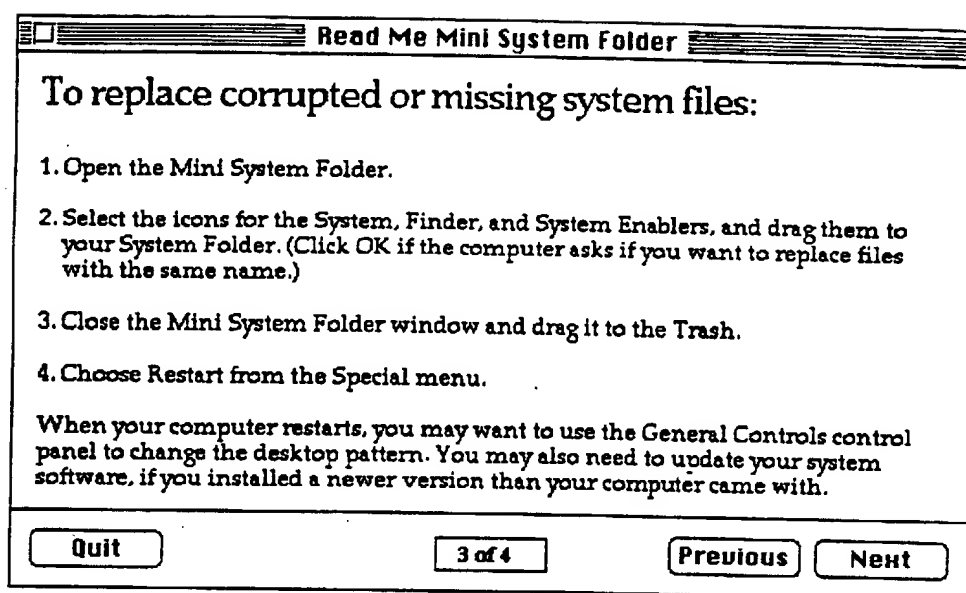 Read Me Mini System Folder
To replace corrupted or missing system files:
1. Open the Mini System Folder.
2. Select the icons for the System, Finder, and System Enablers, and drag them to
your System Folder. (Click OK if the computer asks if you want to replace files
with the same name.)
3. Close the Mini System Folder window and drag it to the Trash.
4. Choose Restart from the Special menu.
When your computer restarts, you may want to use the General Controls control
panel to change the desktop pattern. You may also need to update your system
software, if you installed a newer version than your computer came with.
Quit
3 of 4
Previous
Next